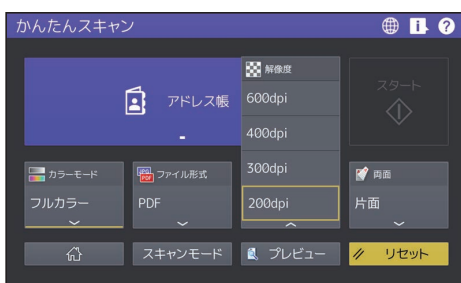 かんたんスキャン
アドレス帳
-
解像度
600dpi
400dpi
300dpi
200dpi
スタート
カラーモード
フルカラー
JPG
PDF
ファイル形式
PDF
両面
片面
スキャンモード
プレビュー
リセット